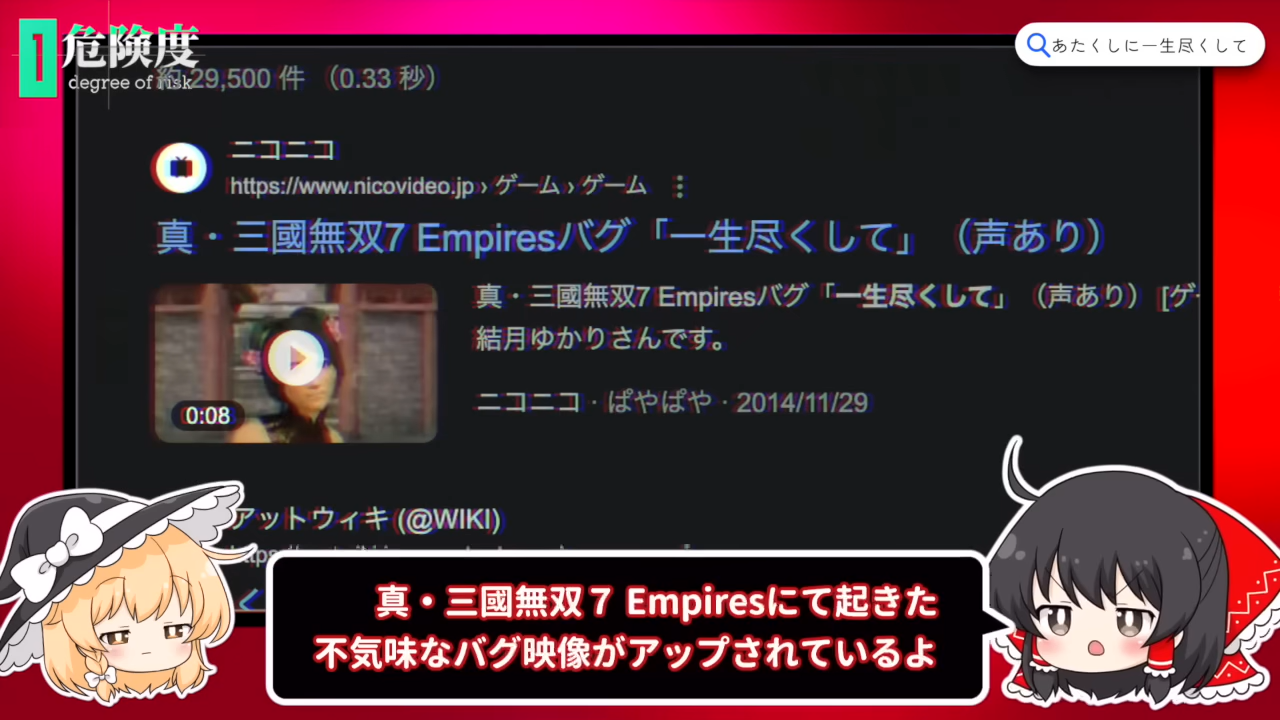 1 危険度
degree of risk
あたくしに一生尽くして
約 29,500 件 （0.33 秒）
ニコニコ
https://www.nicovideo.jp › ゲーム › ゲーム
真・三國無双7 Empiresバグ「一生尽くして」（声あり）
真・三國無双7 Empiresバグ「一生尽くして」（声あり） [ゲ
結月ゆかりさんです。
0:08
ニコニコ · ぱやぱや · 2014/11/29
アットウィキ (@WIKI)
真・三國無双７ Empiresにて起きた
不気味なバグ映像がアップされているよ